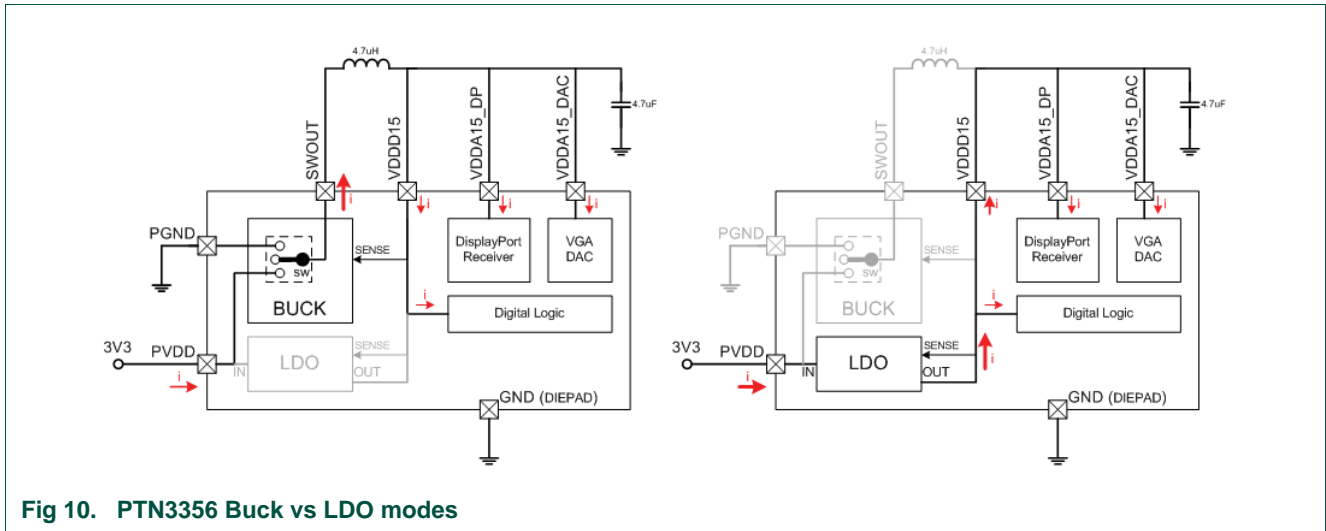 4.7uH
SWOUT
VDDD15
VDDA15_DP
VDDA15_DAC
4.7uF
i
i
i
i
PGND
SW
BUCK
SENSE
DisplayPort
Receiver
VGA
DAC
i
Digital Logic
3V3
PVDD
i
IN
LDO
SENSE
OUT
GND (DIEPAD)
4.7uH
SWOUT
VDDD15
VDDA15_DP
VDDA15_DAC
4.7uF
i
i
i
PGND
SW
BUCK
SENSE
DisplayPort
Receiver
VGA
DAC
i
Digital Logic
3V3
PVDD
i
IN
LDO
SENSE
OUT
i
GND (DIEPAD)
Fig 10. PTN3356 Buck vs LDO modes